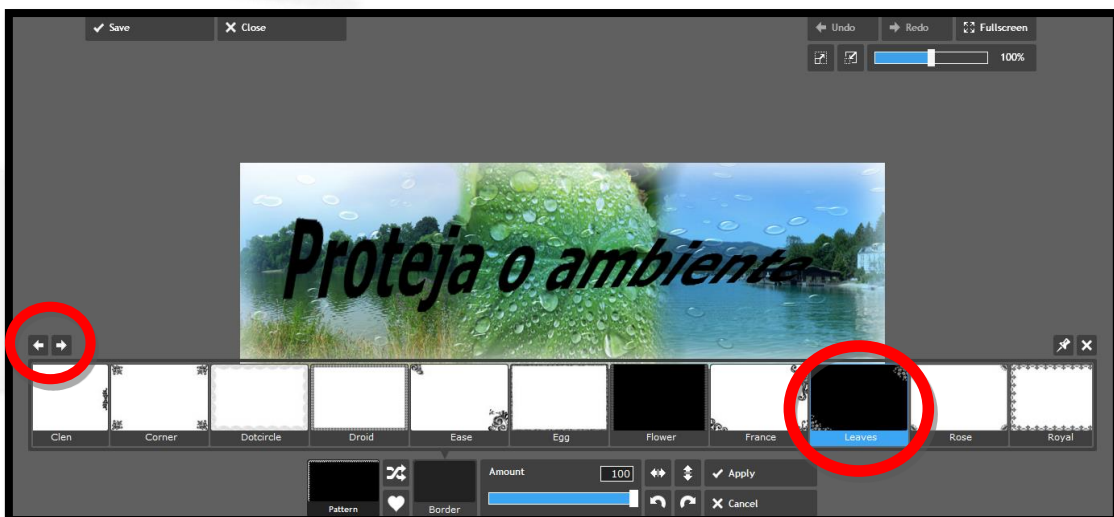 Save Close Undo Redo Fullscreen
100%
Proteja o ambiente
Clen Corner Dotcircle Droid Ease Egg Flower France Leaves Rose Royal
Amount 100 Apply
Pattern Border Cancel